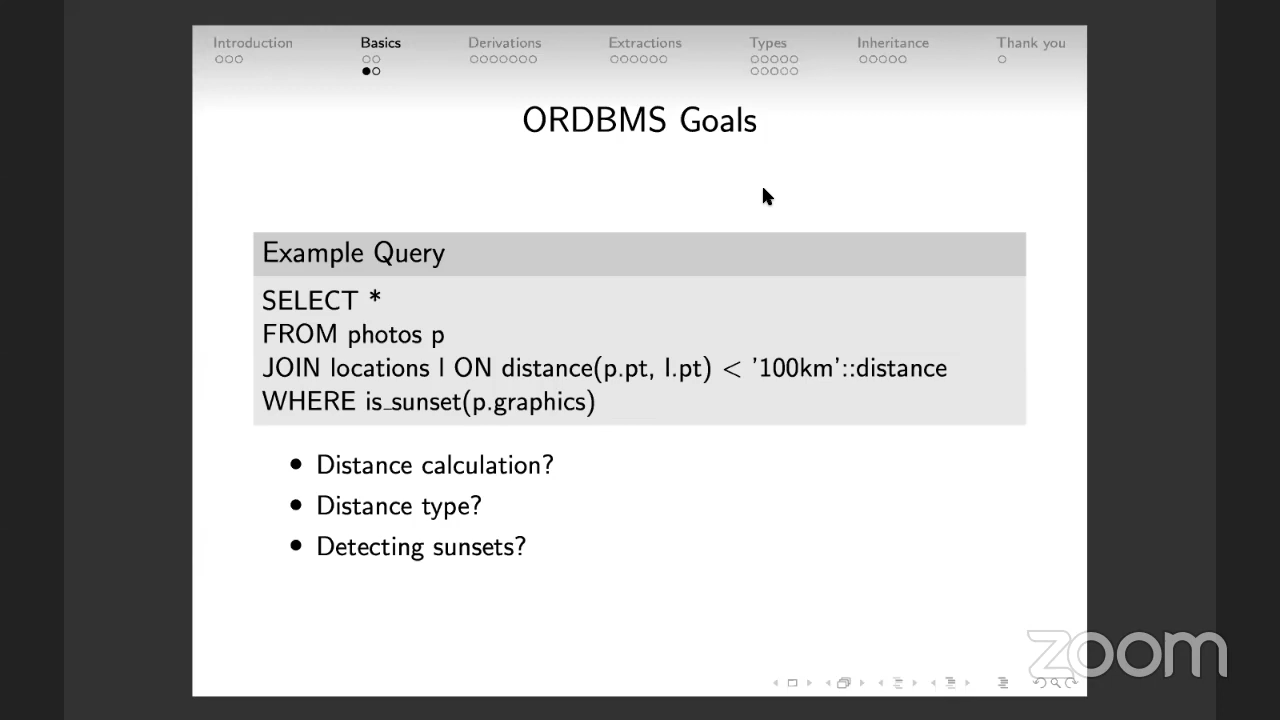 Introduction Basics Derivations Extractions Types Inheritance Thank you
ORDBMS Goals
Example Query
SELECT *
FROM photos p
JOIN locations l ON distance(p.pt, l.pt) < '100km'::distance
WHERE is_sunset(p.graphics)
• Distance calculation?
• Distance type?
• Detecting sunsets?
zoom